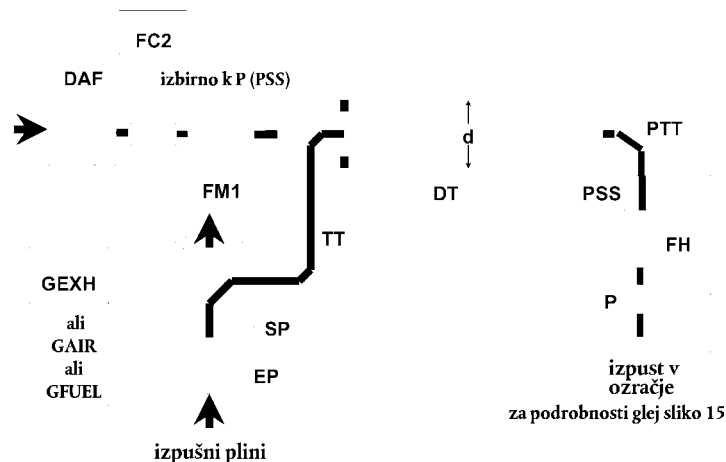 FC2
DAF
izbirno k P (PSS)
d
PTT
FM1
DT
PSS
TT
FH
GEXH
P
ali
GAIR
SP
ali
GFUEL
EP
izpust v
ozračje
za podrobnosti glej sliko 15
izpušni plini